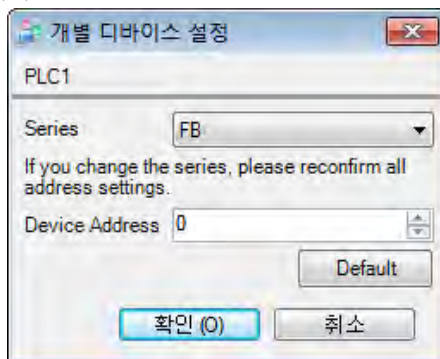 개별 디바이스 설정
PLC1
Series FB
If you change the series, please reconfirm all
address settings.
Device Address 0
Default
확인 (O) 취소